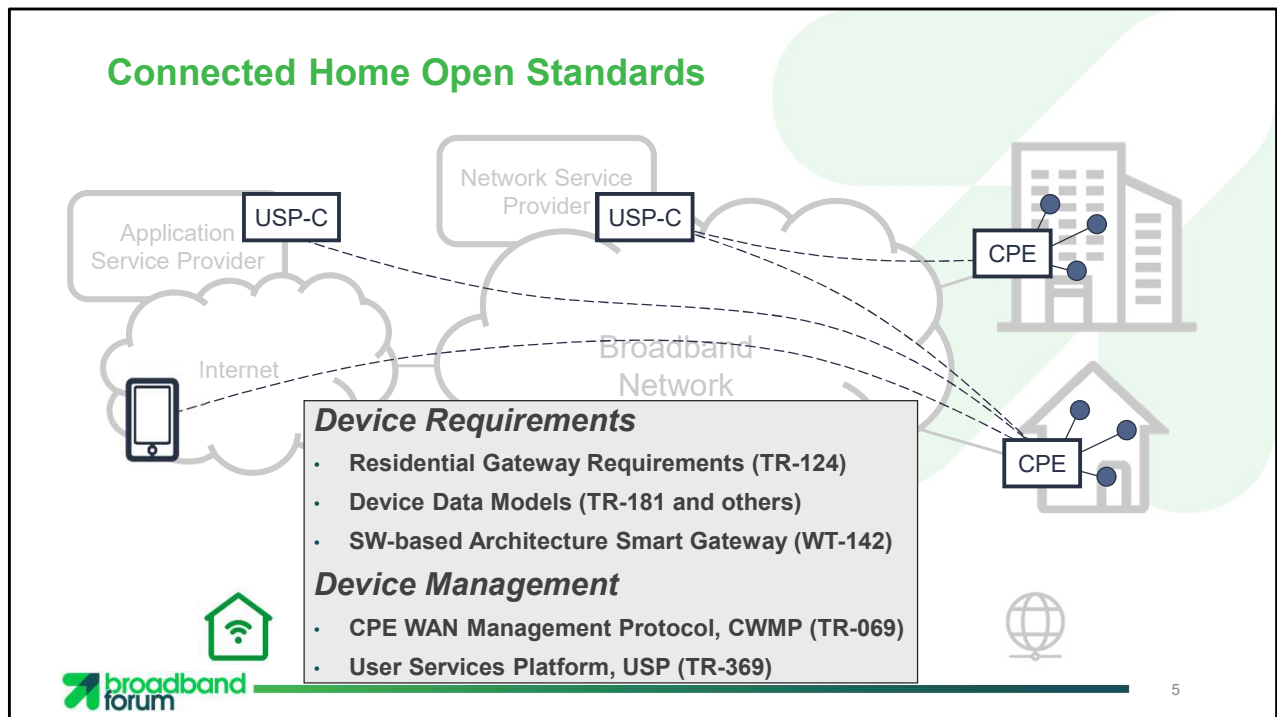 Connected Home Open Standards
Network Service
Provider
USP-C
Application
Service Provider
USP-C
CPE
Internet
Broadband
Network
CPE
Device Requirements
• Residential Gateway Requirements (TR-124)
• Device Data Models (TR-181 and others)
• SW-based Architecture Smart Gateway (WT-142)
Device Management
• CPE WAN Management Protocol, CWMP (TR-069)
• User Services Platform, USP (TR-369)
broadband
forum
5